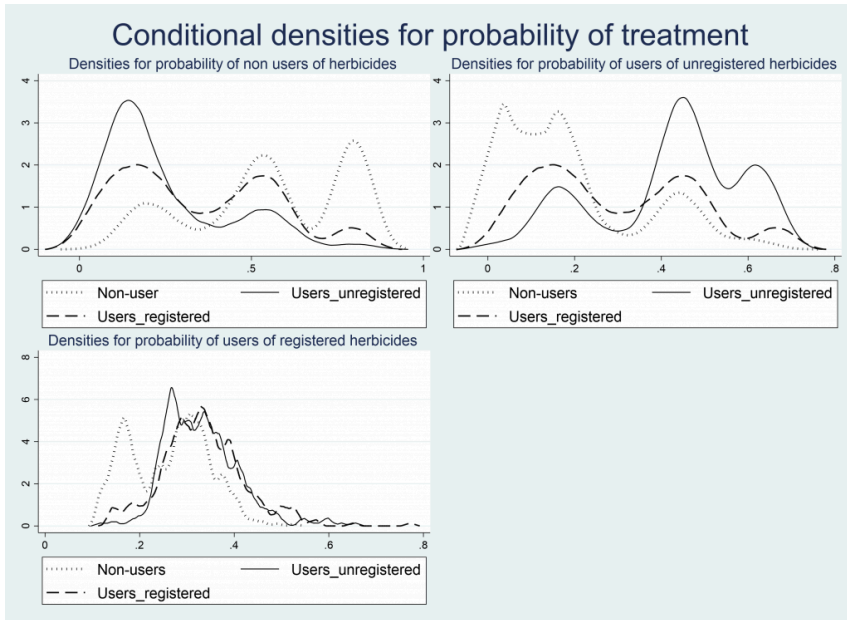 Conditional densities for probability of treatment
Densities for probability of non users of herbicides
4
3
2
1
0
0 .5 1
Non-user Users_unregistered
Users_registered
Densities for probability of users of unregistered herbicides
4
3
2
1
0
0 .2 .4 .6 .8
Non-users Users_unregistered
Users_registered
Densities for probability of users of registered herbicides
8
6
4
2
0
0 .2 .4 .6 .8
Non-users Users_unregistered
Users_registered